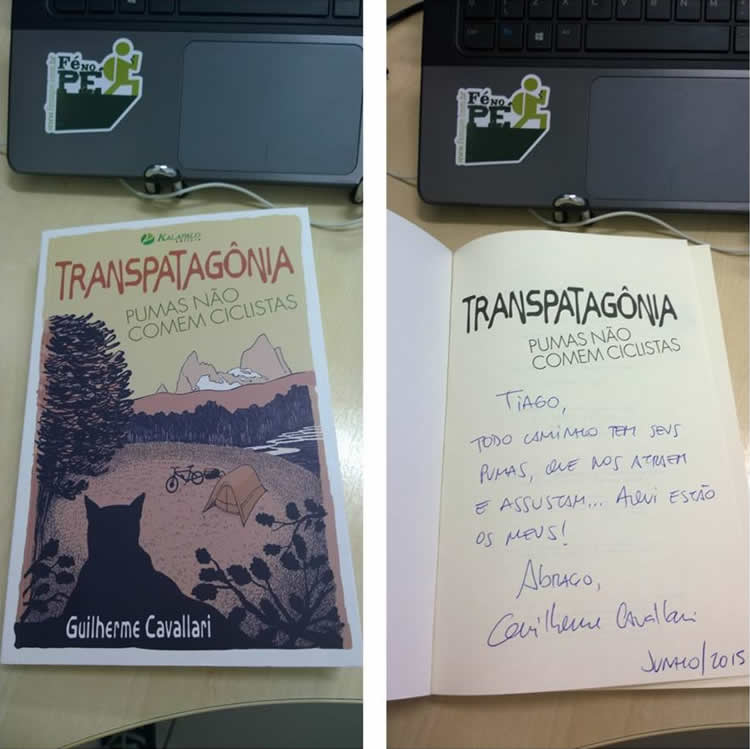 Fé NO
PÉ
KALAPALO
EDITORA
TRANSPATAGÔNIA
PUMAS NÃO
COMEM CICLISTAS
Guilherme Cavallari
Fé NO
PÉ
TRANSPATAGÔNIA
PUMAS NÃO
COMEM CICLISTAS
TIAGO,
TODO CAMINHO TEM SEUS
PUMAS, QUE NOS ATRAEM
E ASSUSTAM... AQUI ESTÃO
OS MEUS!
ABRAÇO,
Guilherme Cavallari
JUNHO/2015